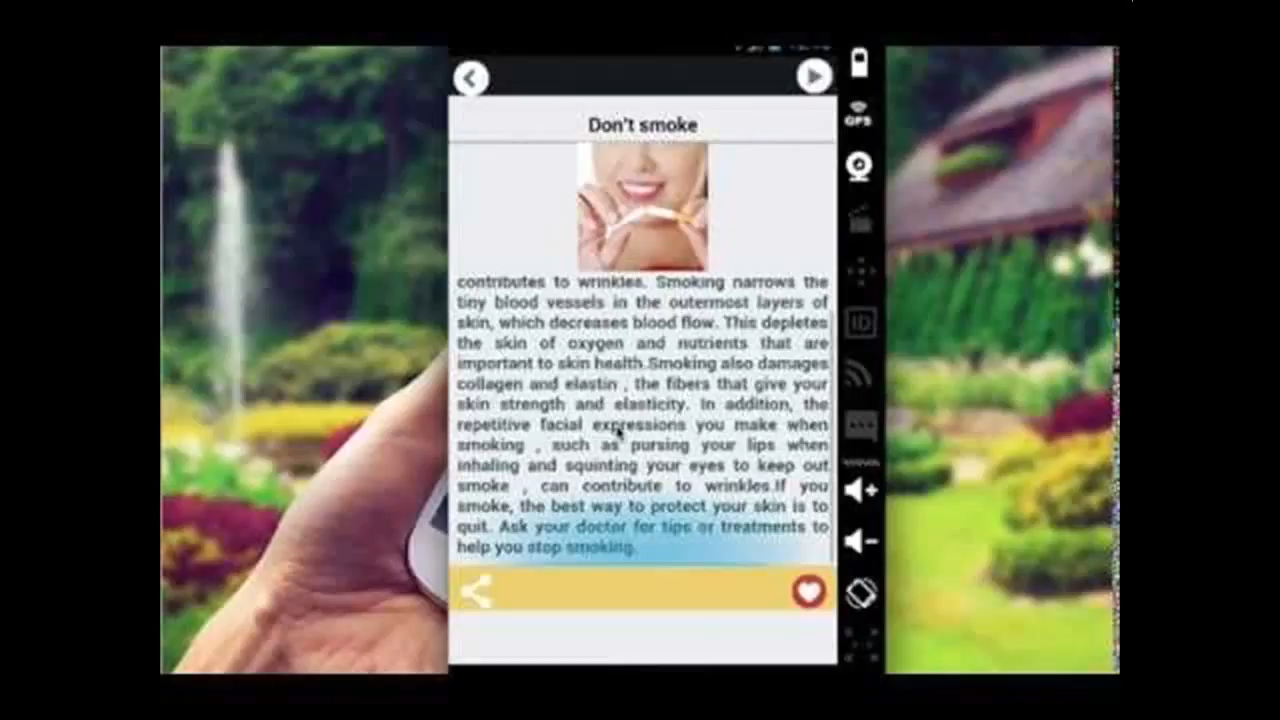 GPS
Don't smoke
contributes to wrinkles. Smoking narrows the
tiny blood vessels in the outermost layers of
skin, which decreases blood flow. This depletes
the skin of oxygen and nutrients that are
important to skin health.Smoking also damages
collagen and elastin , the fibers that give your
skin strength and elasticity. In addition, the
repetitive facial expressions you make when
smoking , such as pursing your lips when
inhaling and squinting your eyes to keep out
smoke , can contribute to wrinkles.If you
smoke, the best way to protect your skin is to
quit. Ask your doctor for tips or treatments to
help you stop smoking.
ID